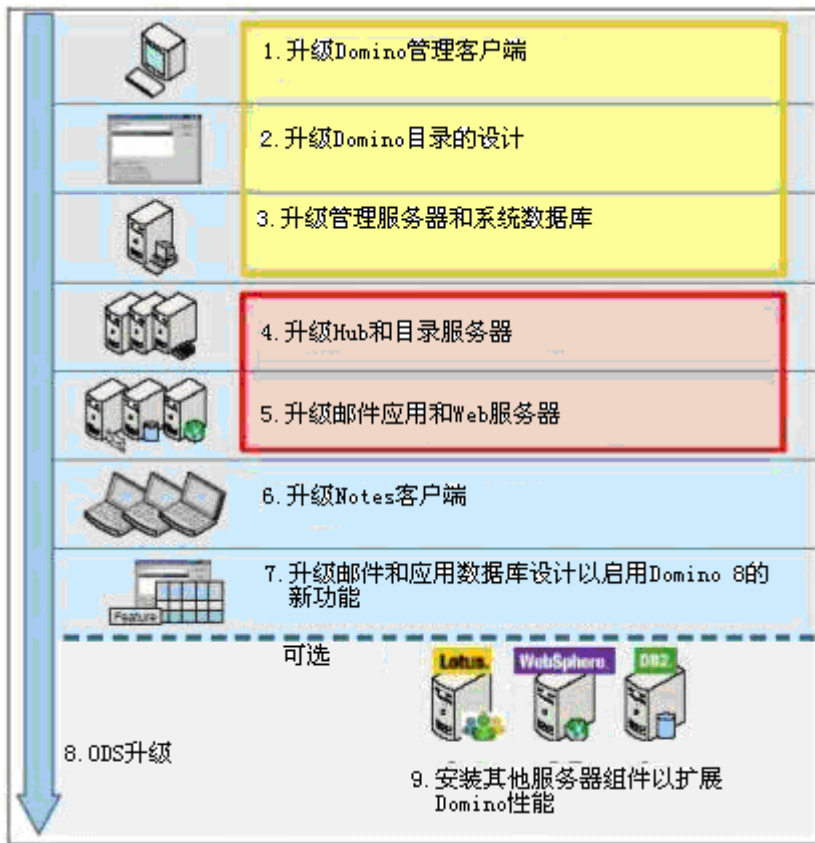 1.升级Domino管理客户端
2.升级Domino目录的设计
3.升级管理服务器和系统数据库
4.升级Hub和目录服务器
5.升级邮件应用和Web服务器
6.升级Notes客户端
7.升级邮件和应用数据库设计以启用Domino 8的
新功能
Feature
可选
Lotus.
WebSphere.
DB2.
8.ODS升级
9.安装其他服务器组件以扩展
Domino性能